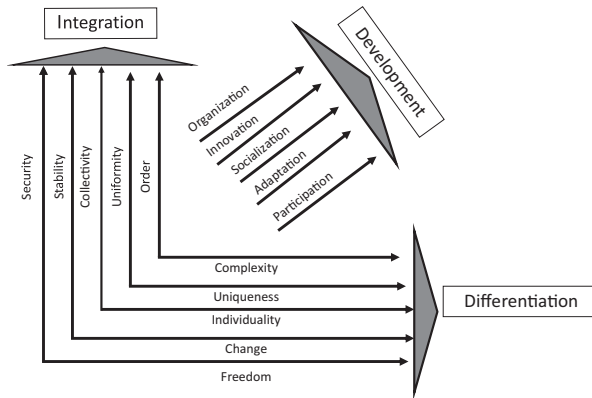 Integration
Development
Organization
Innovation
Socialization
Adaptation
Participation
Security
Stability
Collectivity
Uniformity
Order
Complexity
Uniqueness
Individuality
Change
Freedom
Differentiation